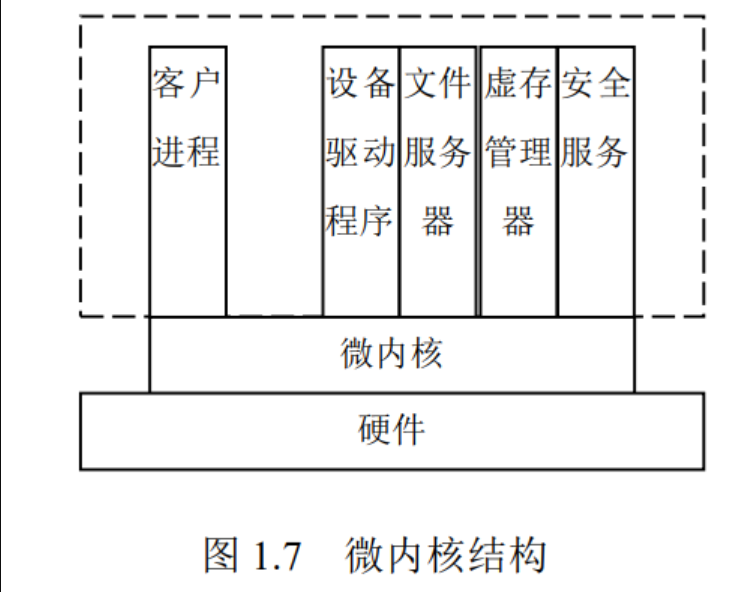 客户
进程
设备
驱动
程序
文件
服务
器
虚存
管理
器
安全
服务
微内核
硬件
图 1.7 微内核结构